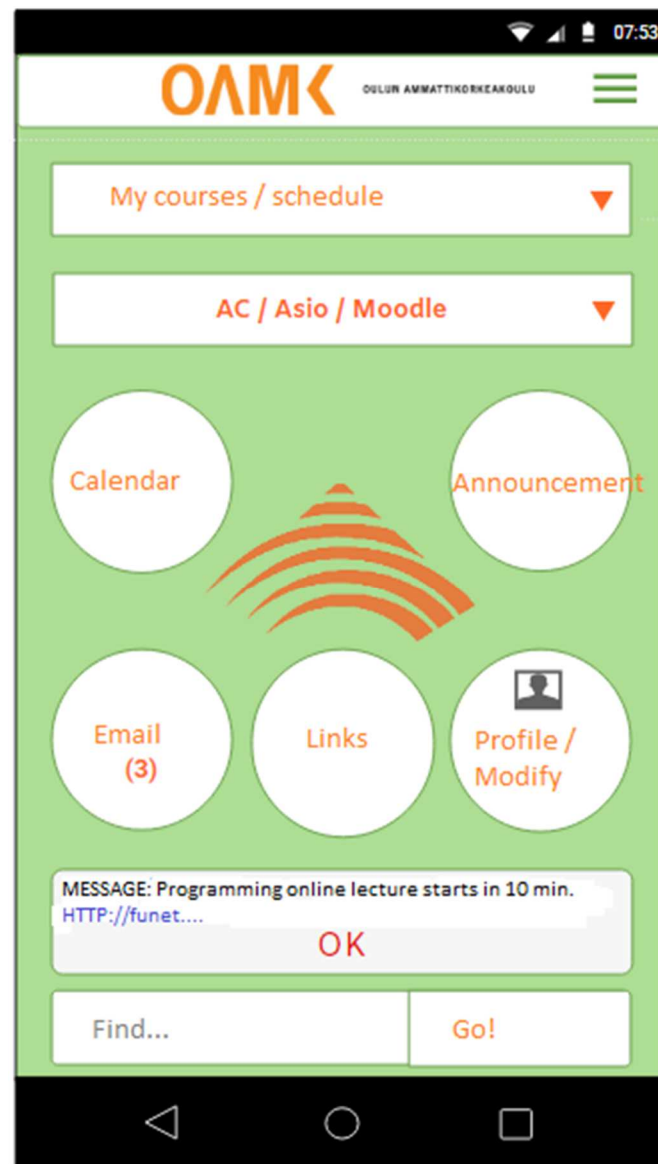 07:53
OAMK OULUN AMMATTIKORKEAKOULU
My courses / schedule
AC / Asio / Moodle
Calendar
Announcement
Email
(3)
Links
Profile /
Modify
MESSAGE: Programming online lecture starts in 10 min.
HTTP://funet....
OK
Find...
Go!